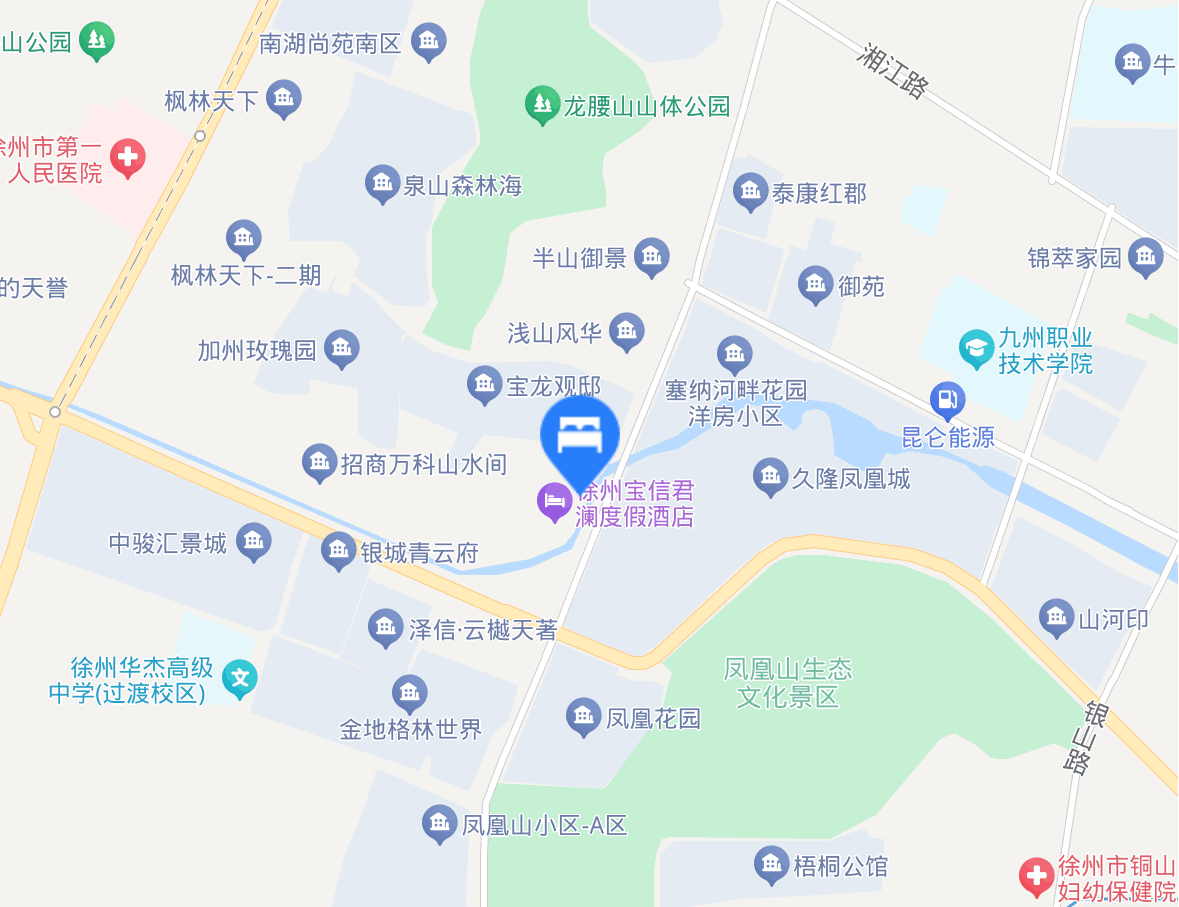 山公园
南湖尚苑南区
枫林天下
龙腰山山体公园
湘江路
牛
徐州市第一
人民医院
泉山森林海
泰康红郡
枫林天下-二期
半山御景
御苑
锦萃家园
的天誉
加州玫瑰园
浅山风华
九州职业
技术学院
宝龙观邸
塞纳河畔花园
洋房小区
昆仑能源
招商万科山水间
久隆凤凰城
徐州宝信君
澜度假酒店
中骏汇景城
银城青云府
泽信·云樾天著
山河印
徐州华杰高级
中学(过渡校区)
凤凰山生态
文化景区
金地格林世界
凤凰花园
银山路
凤凰山小区-A区
梧桐公馆
徐州市铜山
妇幼保健院